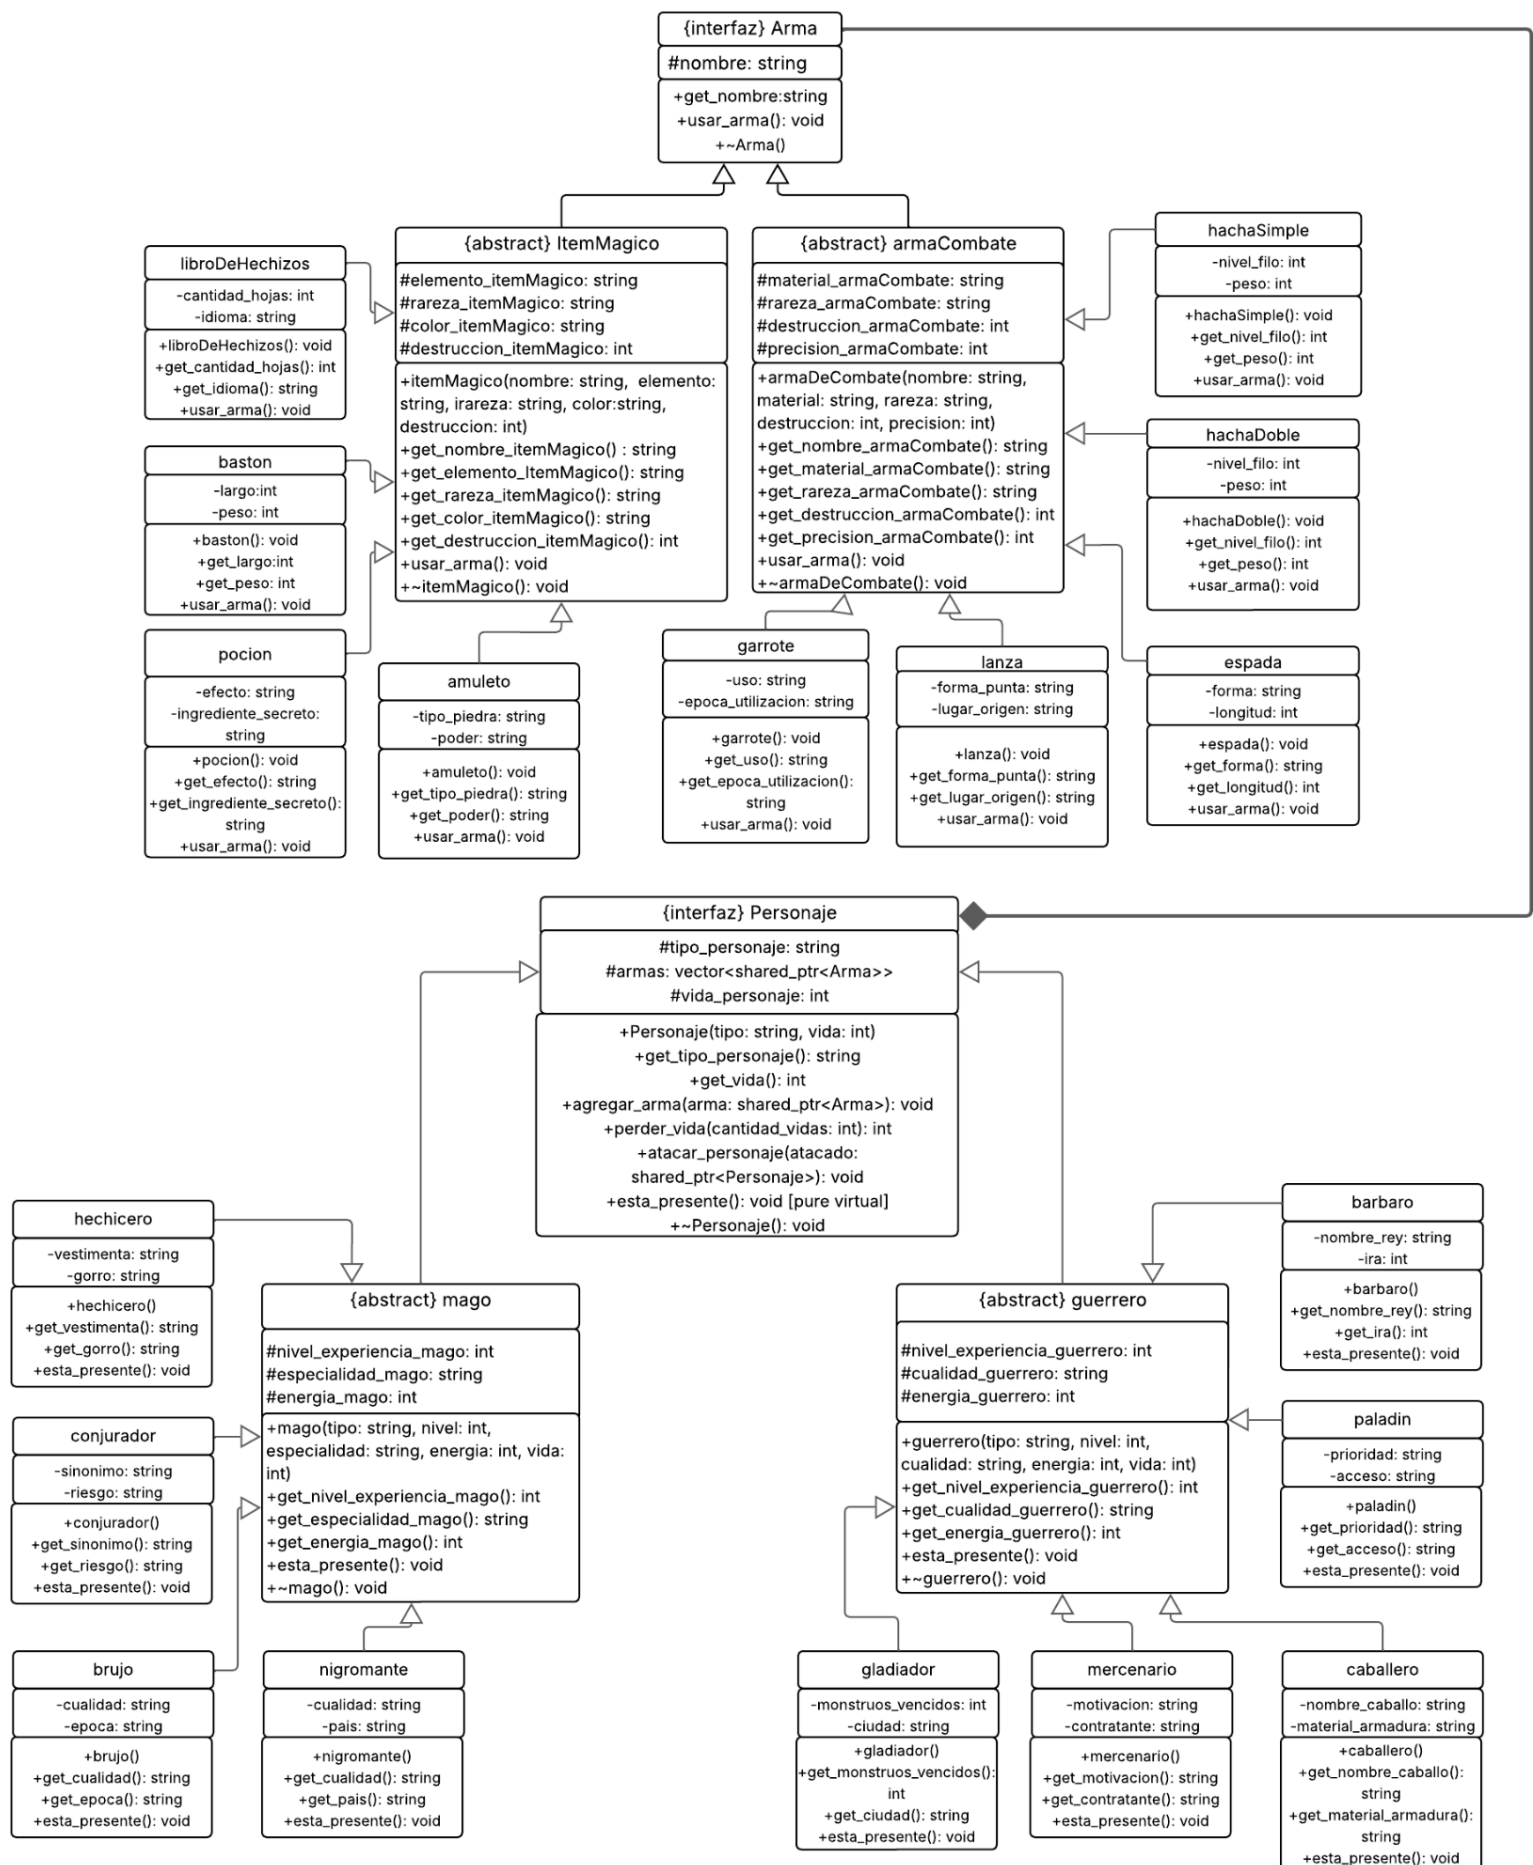 {interfaz} Arma
#nombre: string
+get_nombre:string
+usar_arma(): void
+~Arma()
libroDeHechizos
-cantidad_hojas: int
-idioma: string
+libroDeHechizos(): void
+get_cantidad_hojas(): int
+get_idioma(): string
+usar_arma(): void
baston
-largo:int
-peso: int
+baston(): void
+get_largo:int
+get_peso: int
+usar_arma(): void
pocion
-efecto: string
-ingrediente_secreto:
string
+pocion(): void
+get_efecto(): string
+get_ingrediente_secreto():
string
+usar_arma(): void
{abstract} ItemMagico
#elemento_itemMagico: string
#rareza_itemMagico: string
#color_itemMagico: string
#destruccion_itemMagico: int
+itemMagico(nombre: string,  elemento:
string, irareza: string, color:string,
destruccion: int)
+get_nombre_itemMagico() : string
+get_elemento_ItemMagico(): string
+get_rareza_itemMagico(): string
+get_color_itemMagico(): string
+get_destruccion_itemMagico(): int
+usar_arma(): void
+~itemMagico(): void
amuleto
-tipo_piedra: string
-poder: string
+amuleto(): void
+get_tipo_piedra(): string
+get_poder(): string
+usar_arma(): void
{abstract} armaCombate
#material_armaCombate: string
#rareza_armaCombate: string
#destruccion_armaCombate: int
#precision_armaCombate: int
+armaDeCombate(nombre: string,
material: string, rareza: string,
destruccion: int, precision: int)
+get_nombre_armaCombate(): string
+get_material_armaCombate(): string
+get_rareza_armaCombate(): string
+get_destruccion_armaCombate(): int
+get_precision_armaCombate(): int
+usar_arma(): void
+~armaDeCombate(): void
garrote
-uso: string
-epoca_utilizacion: string
+garrote(): void
+get_uso(): string
+get_epoca_utilizacion():
string
+usar_arma(): void
lanza
-forma_punta: string
-lugar_origen: string
+lanza(): void
+get_forma_punta(): string
+get_lugar_origen(): string
+usar_arma(): void
hachaSimple
-nivel_filo: int
-peso: int
+hachaSimple(): void
+get_nivel_filo(): int
+get_peso(): int
+usar_arma(): void
hachaDoble
-nivel_filo: int
-peso: int
+hachaDoble(): void
+get_nivel_filo(): int
+get_peso(): int
+usar_arma(): void
espada
-forma: string
-longitud: int
+espada(): void
+get_forma(): string
+get_longitud(): int
+usar_arma(): void
{interfaz} Personaje
#tipo_personaje: string
#armas: vector<shared_ptr<Arma>>
#vida_personaje: int
+Personaje(tipo: string, vida: int)
+get_tipo_personaje(): string
+get_vida(): int
+agregar_arma(arma: shared_ptr<Arma>): void
+perder_vida(cantidad_vidas: int): int
+atacar_personaje(atacado:
shared_ptr<Personaje>): void
+esta_presente(): void [pure virtual]
+~Personaje(): void
hechicero
-vestimenta: string
-gorro: string
+hechicero()
+get_vestimenta(): string
+get_gorro(): string
+esta_presente(): void
conjurador
-sinonimo: string
-riesgo: string
+conjurador()
+get_sinonimo(): string
+get_riesgo(): string
+esta_presente(): void
brujo
-cualidad: string
-epoca: string
+brujo()
+get_cualidad(): string
+get_epoca(): string
+esta_presente(): void
{abstract} mago
#nivel_experiencia_mago: int
#especialidad_mago: string
#energia_mago: int
+mago(tipo: string, nivel: int,
especialidad: string, energia: int, vida:
int)
+get_nivel_experiencia_mago(): int
+get_especialidad_mago(): string
+get_energia_mago(): int
+esta_presente(): void
+~mago(): void
nigromante
-cualidad: string
-pais: string
+nigromante()
+get_cualidad(): string
+get_pais(): string
+esta_presente(): void
{abstract} guerrero
#nivel_experiencia_guerrero: int
#cualidad_guerrero: string
#energia_guerrero: int
+guerrero(tipo: string, nivel: int,
cualidad: string, energia: int, vida: int)
+get_nivel_experiencia_guerrero(): int
+get_cualidad_guerrero(): string
+get_energia_guerrero(): int
+esta_presente(): void
+~guerrero(): void
barbaro
-nombre_rey: string
-ira: int
+barbaro()
+get_nombre_rey(): string
+get_ira(): int
+esta_presente(): void
paladin
-prioridad: string
-acceso: string
+paladin()
+get_prioridad(): string
+get_acceso(): string
+esta_presente(): void
gladiador
-monstruos_vencidos: int
-ciudad: string
+gladiador()
+get_monstruos_vencidos():
int
+get_ciudad(): string
+esta_presente(): void
mercenario
-motivacion: string
-contratante: string
+mercenario()
+get_motivacion(): string
+get_contratante: string
+esta_presente(): void
caballero
-nombre_caballo: string
-material_armadura: string
+caballero()
+get_nombre_caballo():
string
+get_material_armadura():
string
+esta_presente(): void